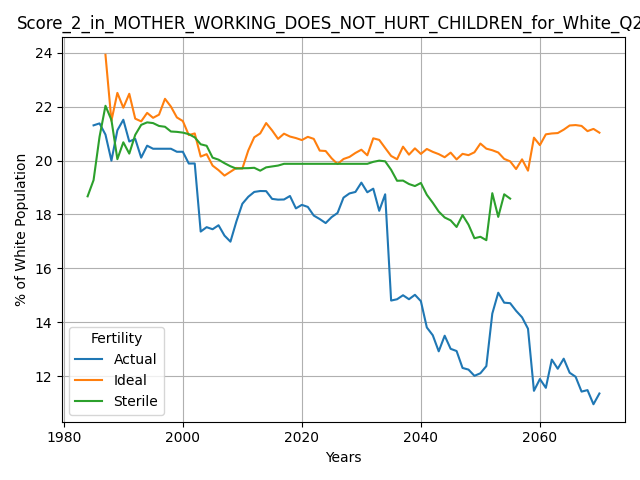 Score_2_in_MOTHER_WORKING_DOES_NOT_HURT_CHILDREN_for_White_Q2
% of White Population
24
22
20
18
16
14
12
Fertility
Actual
Ideal
Sterile
1980
2000
2020
2040
2060
Years